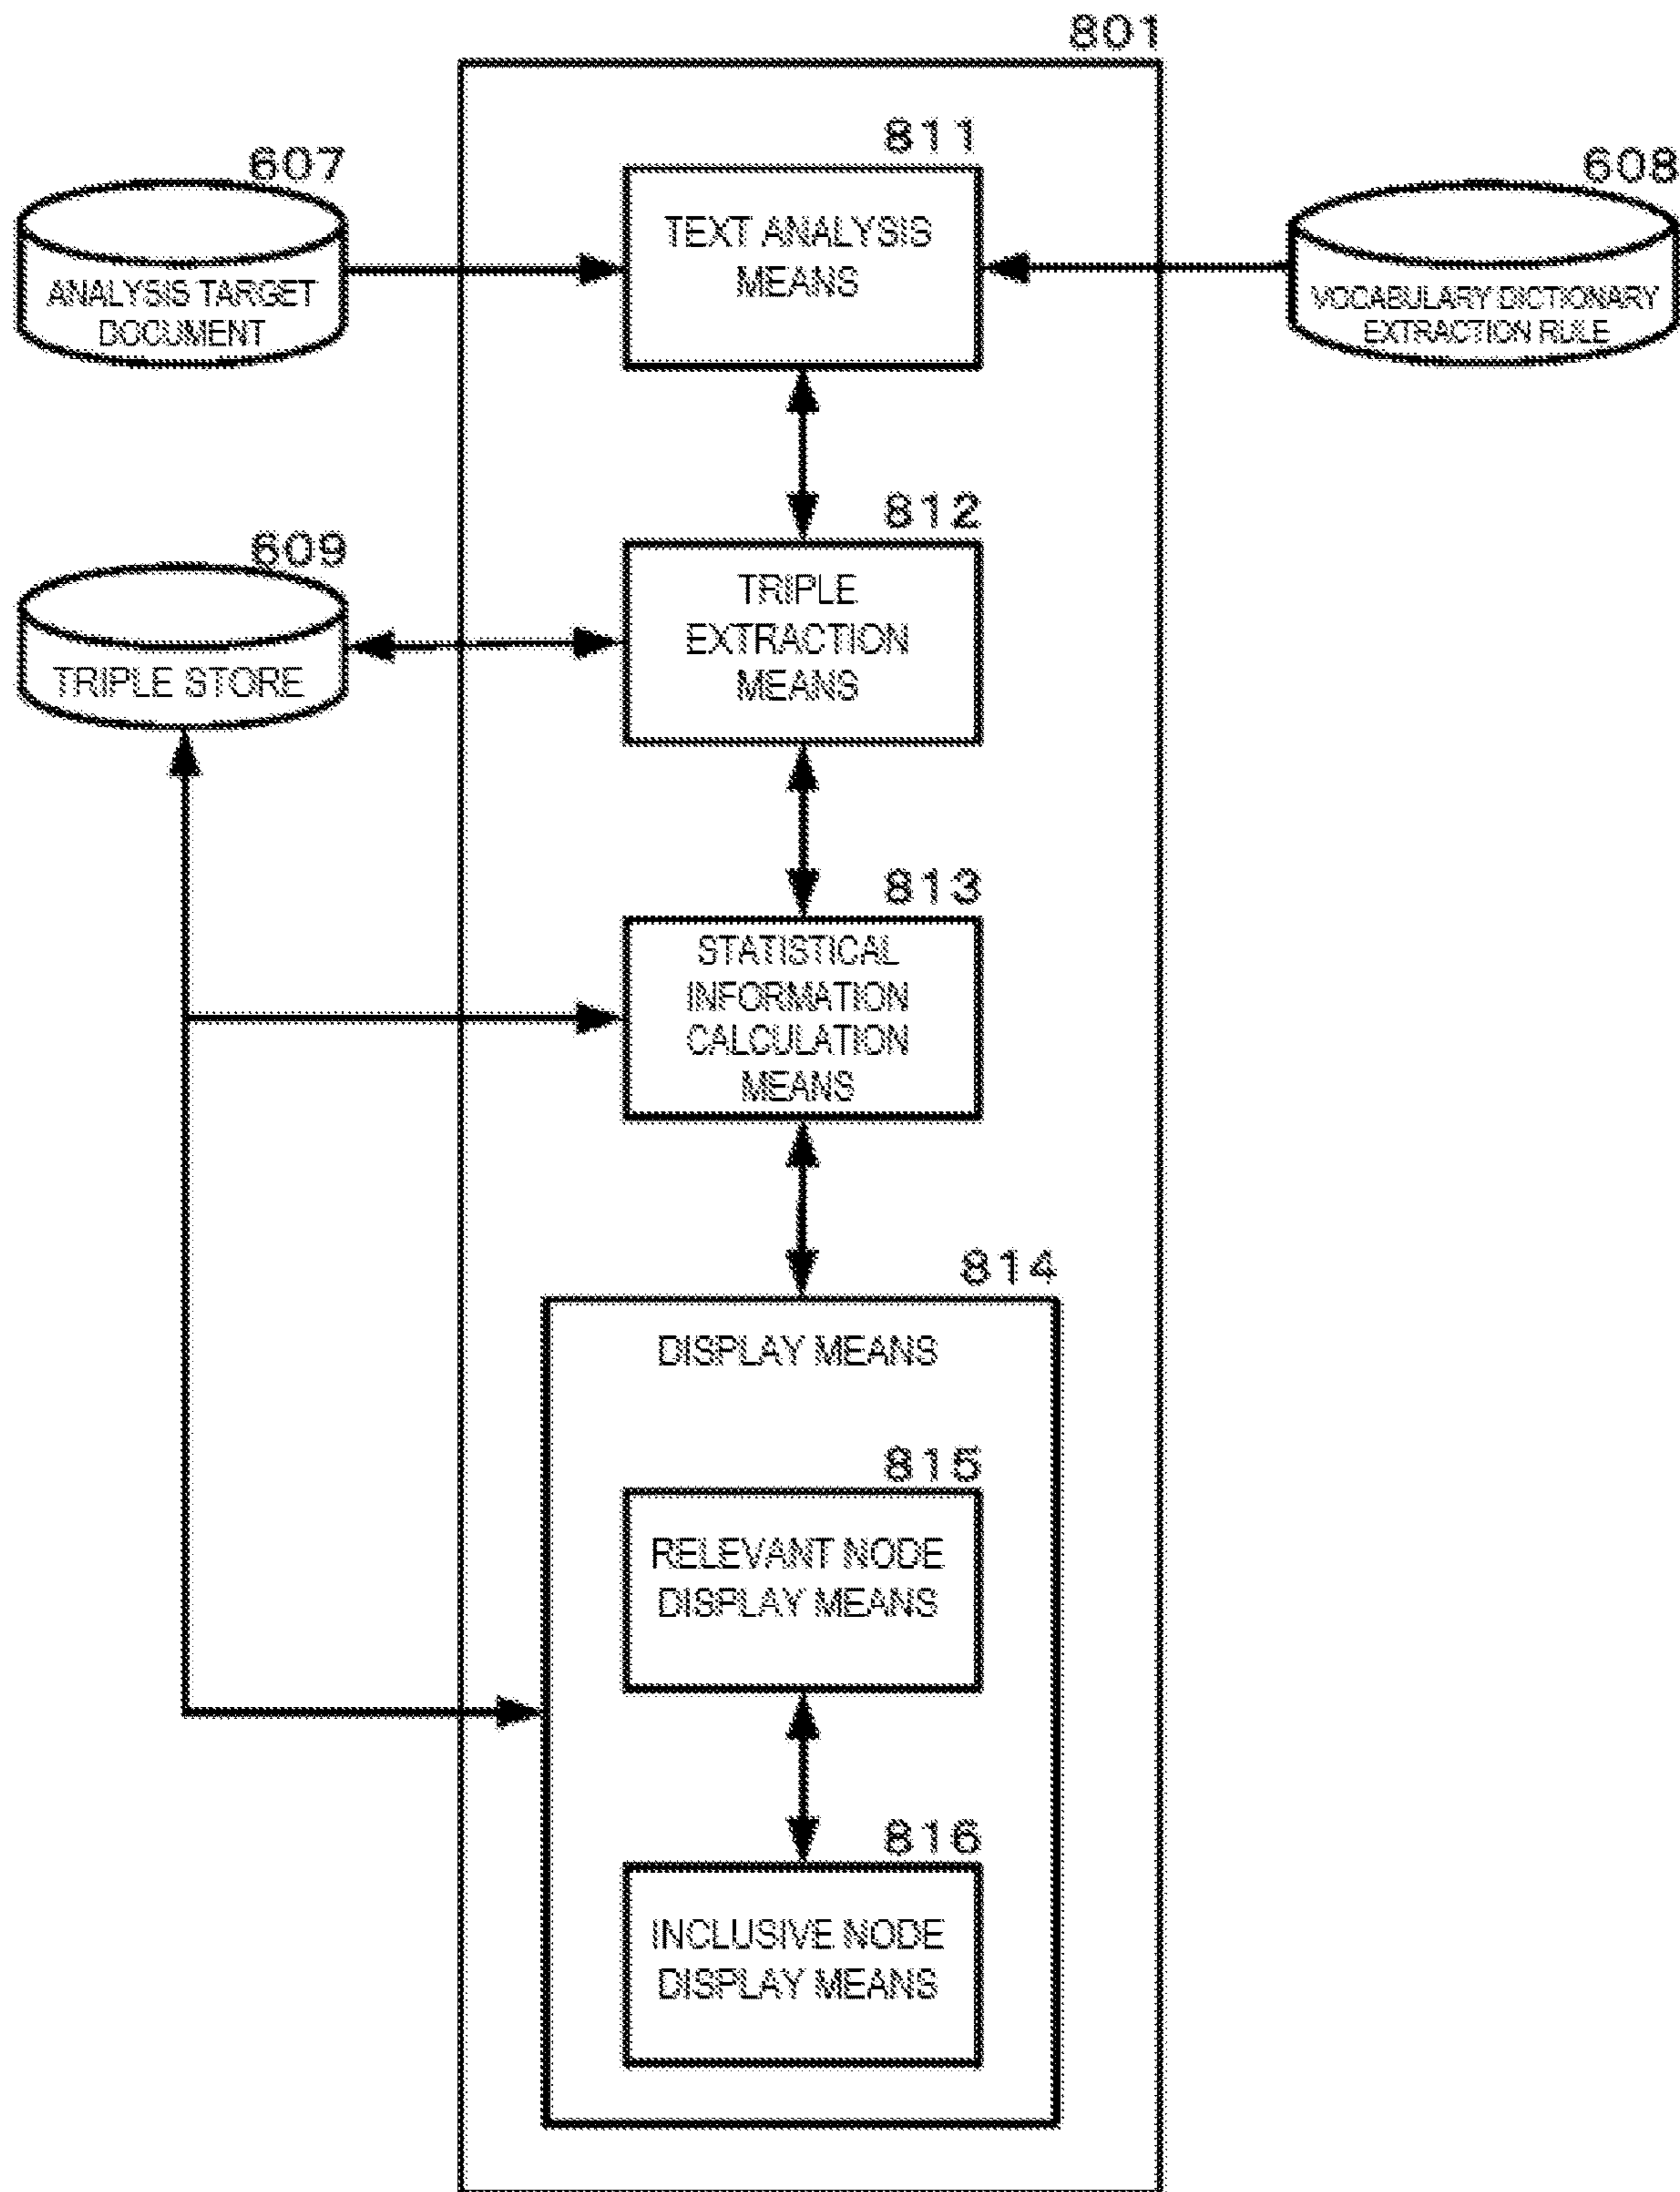 801
811
607
608
TEXT ANALYSIS
MEANS
ANALYSIS TARGET
DOCUMENT
VOCABULARY DICTIONARY
EXTRACTION RULE
812
609
TRIPLE
EXTRACTION
MEANS
TRIPLE STORE
813
STATISTICAL
INFORMATION
CALCULATION
MEANS
814
DISPLAY MEANS
815
RELEVANT NODE
DISPLAY MEANS
816
INCLUSIVE NODE
DISPLAY MEANS